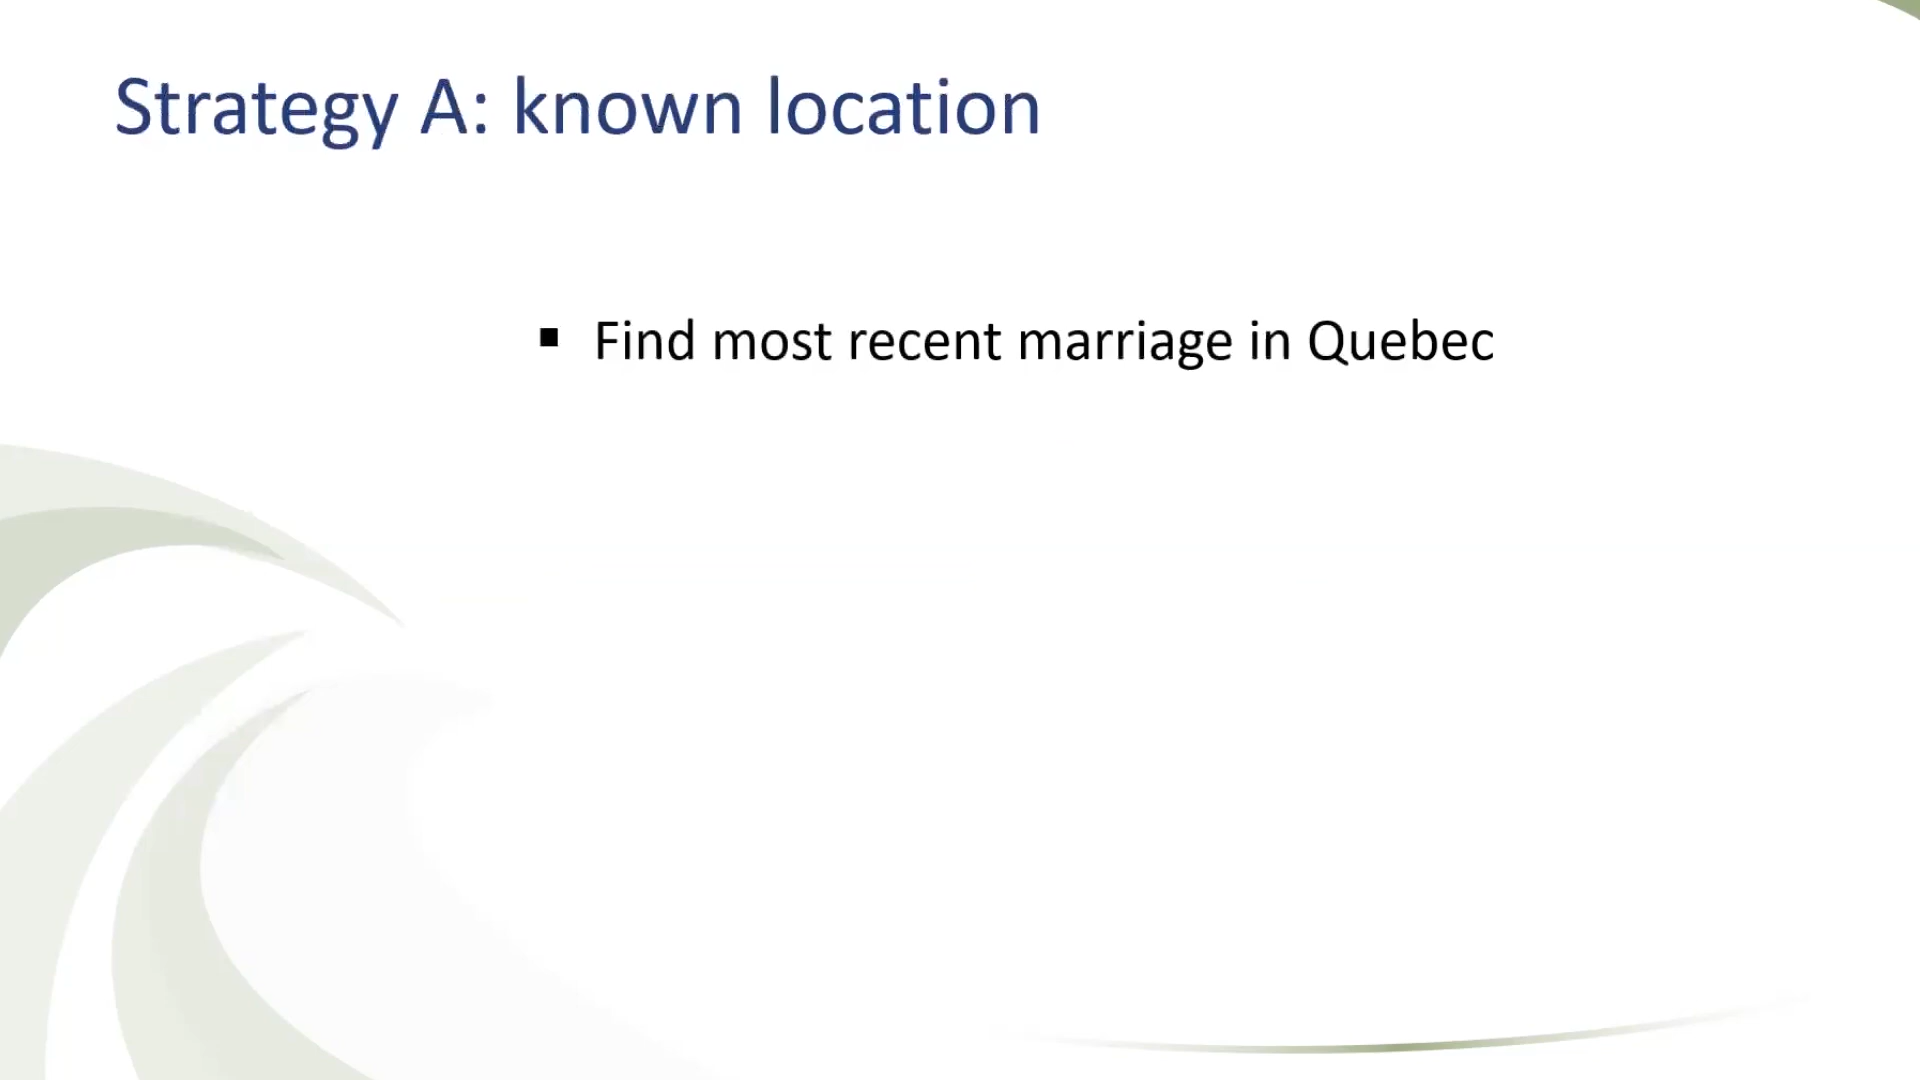 Strategy A: known location
▪ Find most recent marriage in Quebec